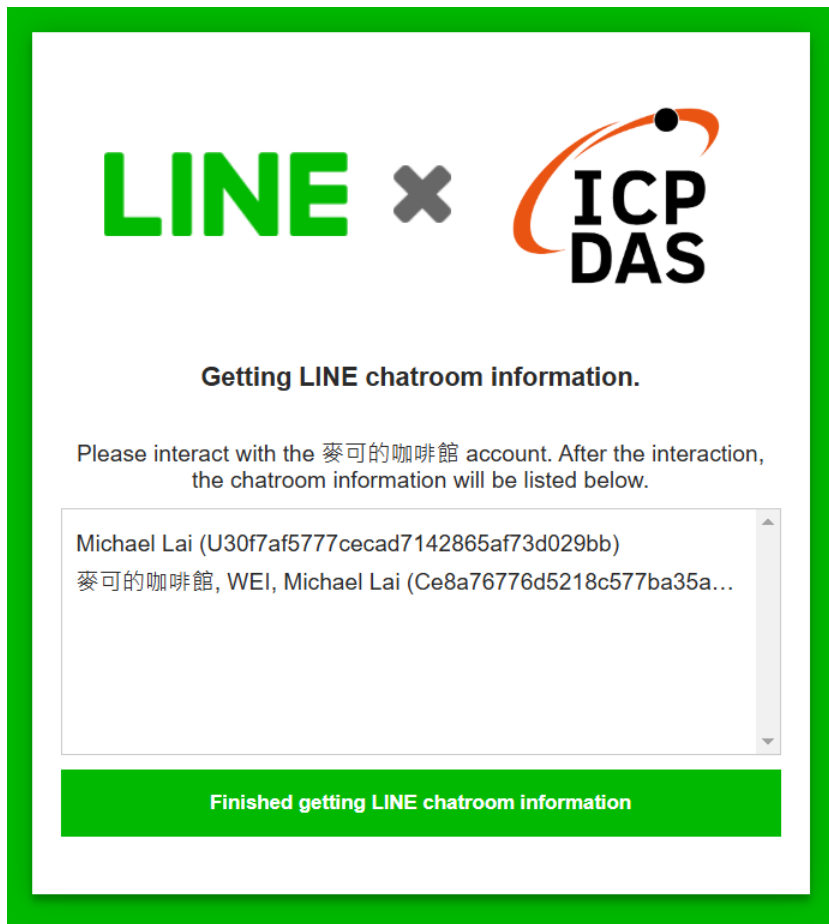 LINE
ICP
DAS
Getting LINE chatroom information.
Please interact with the 麥可的咖啡館 account. After the interaction,
the chatroom information will be listed below.
Michael Lai (U30f7af5777cecad7142865af73d029bb)
麥可的咖啡館, WEI, Michael Lai (Ce8a76776d5218c577ba35a…
Finished getting LINE chatroom information